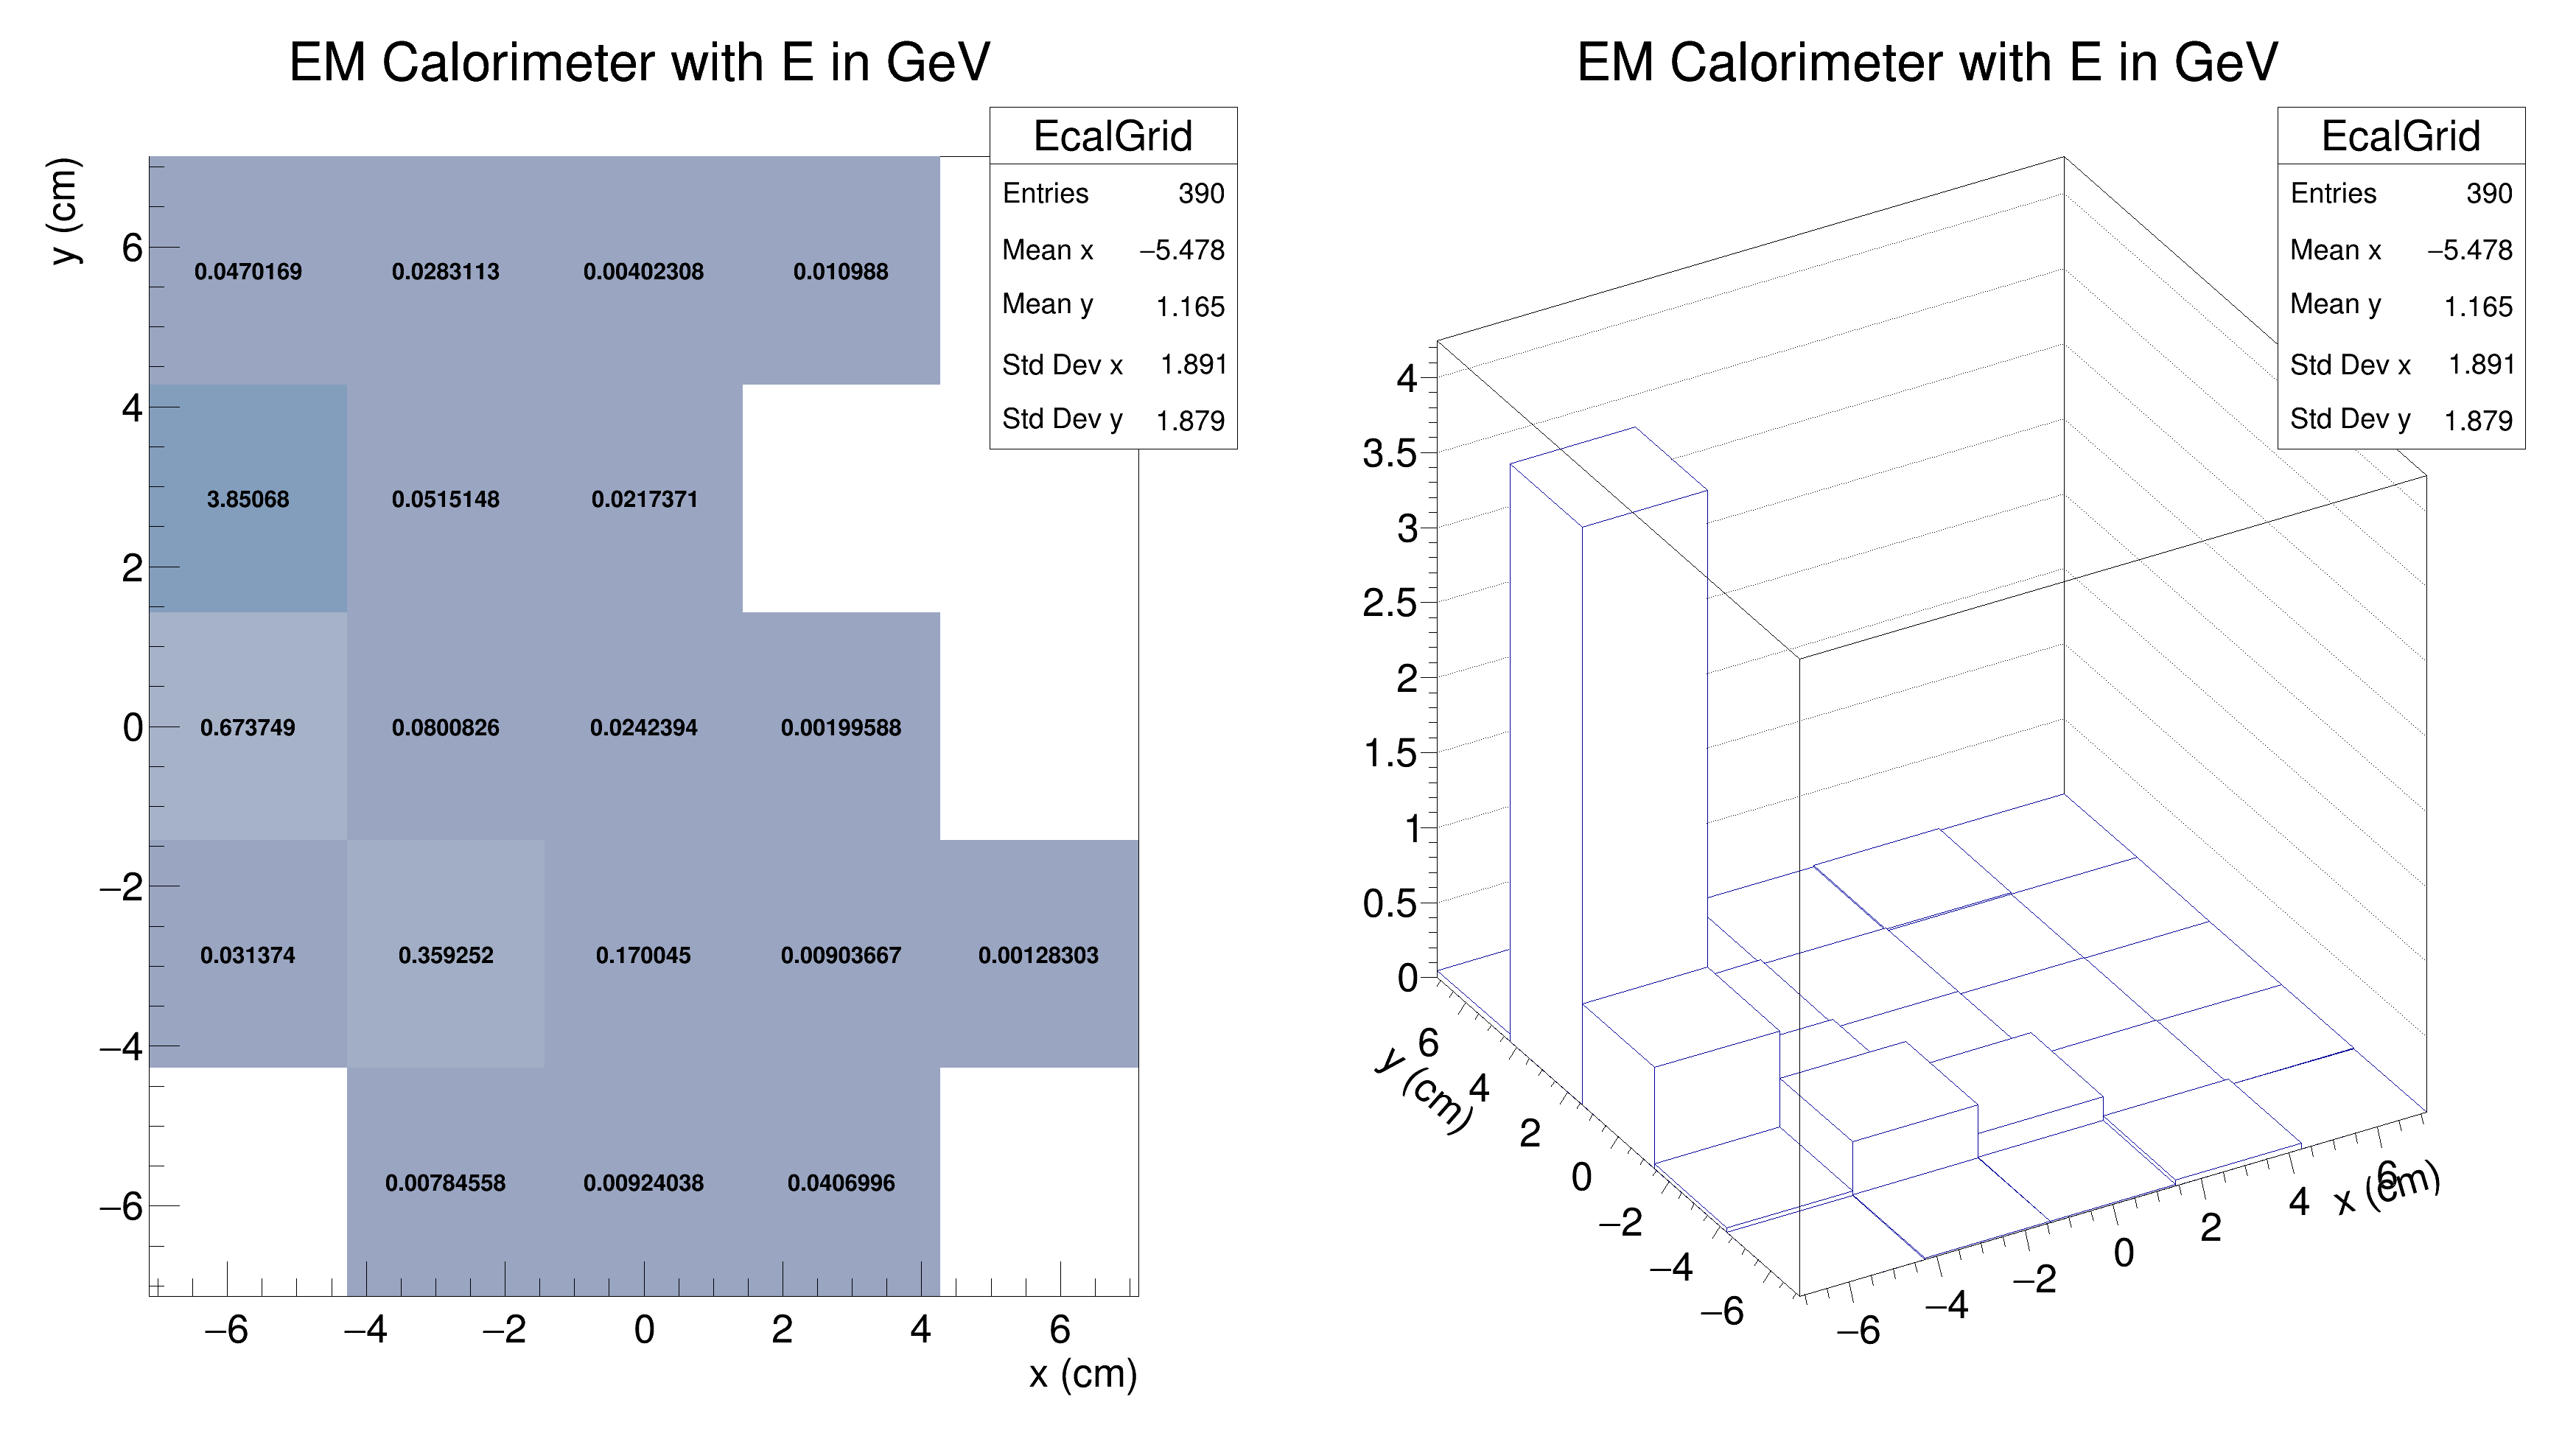 EM Calorimeter with E in GeV
EcalGrid
Entries 390
Mean x −5.478
Mean y 1.165
Std Dev x 1.891
Std Dev y 1.879
y (cm)
6
4
2
0
−2
−4
−6
0.0470169 0.0283113 0.00402308 0.010988
3.85068 0.0515148 0.0217371
0.673749 0.0800826 0.0242394 0.00199588
0.031374 0.359252 0.170045 0.00903667 0.00128303
0.00784558 0.00924038 0.0406996
−6 −4 −2 0 2 4 6
x (cm)
EM Calorimeter with E in GeV
EcalGrid
Entries 390
Mean x −5.478
Mean y 1.165
Std Dev x 1.891
Std Dev y 1.879
4
3.5
3
2.5
2
1.5
1
0.5
0
y (cm)
6
4
2
0
−2
−4
−6
−6
−4
−2
0
2
4
6
x (cm)